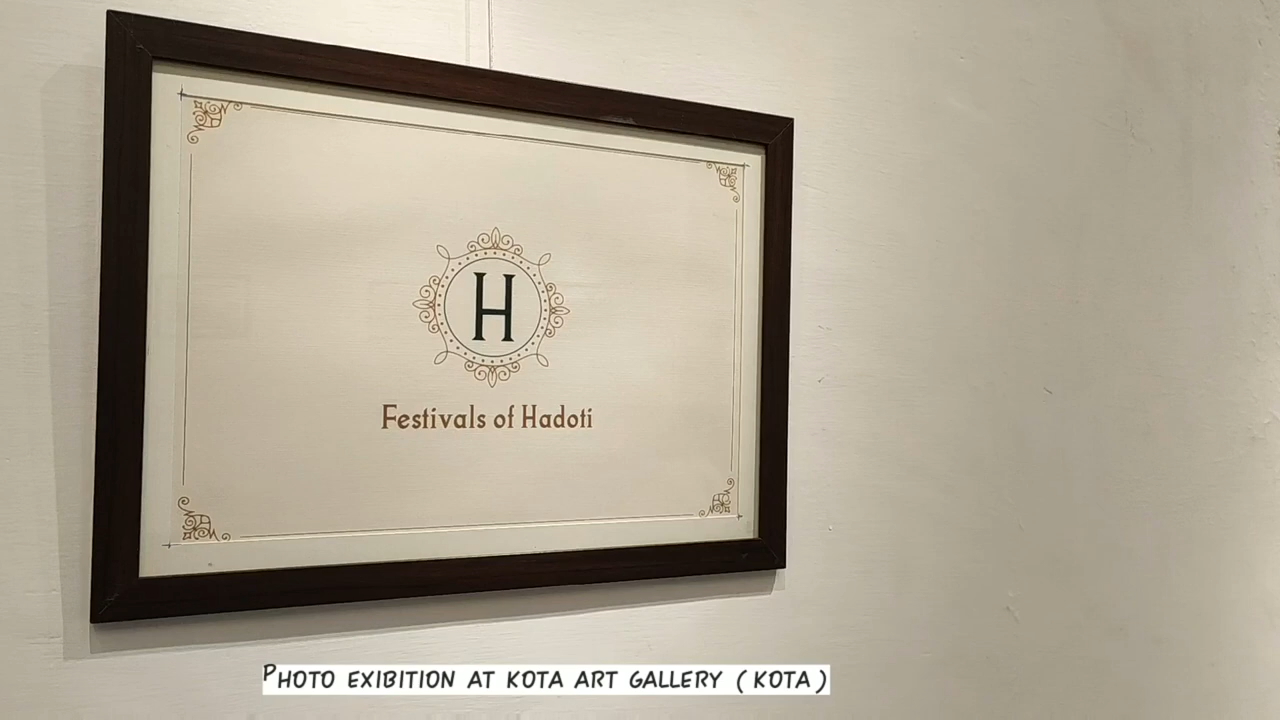 H
Festivals of Hadoti
PHOTO EXIBITION AT KOTA ART GALLERY (KOTA)